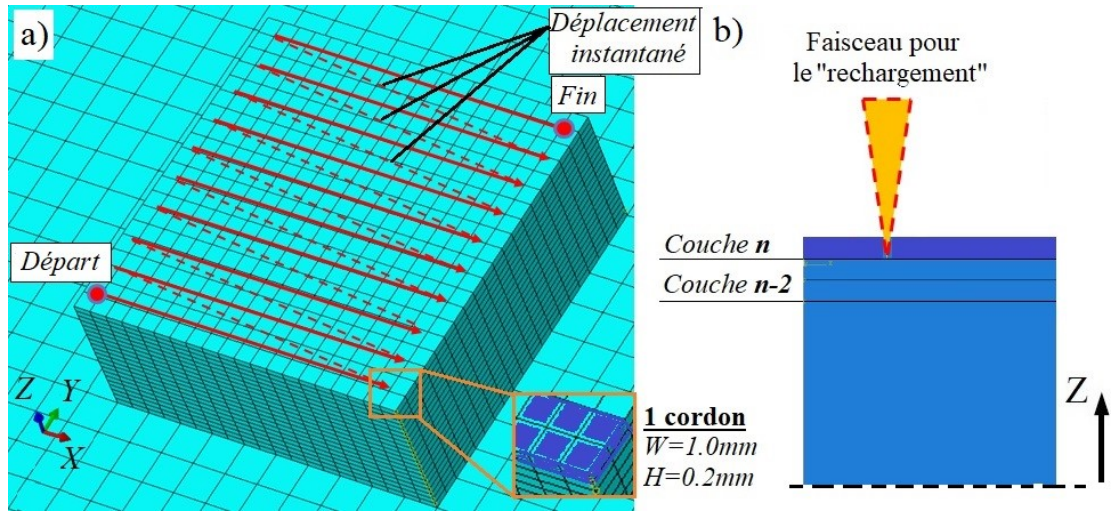 a)
Déplacement
instantané
Fin
Départ
Z
Y
X
1 cordon
W=1.0mm
H=0.2mm
b)
Faisceau pour
le "rechargement"
Couche n
Couche n-2
Z